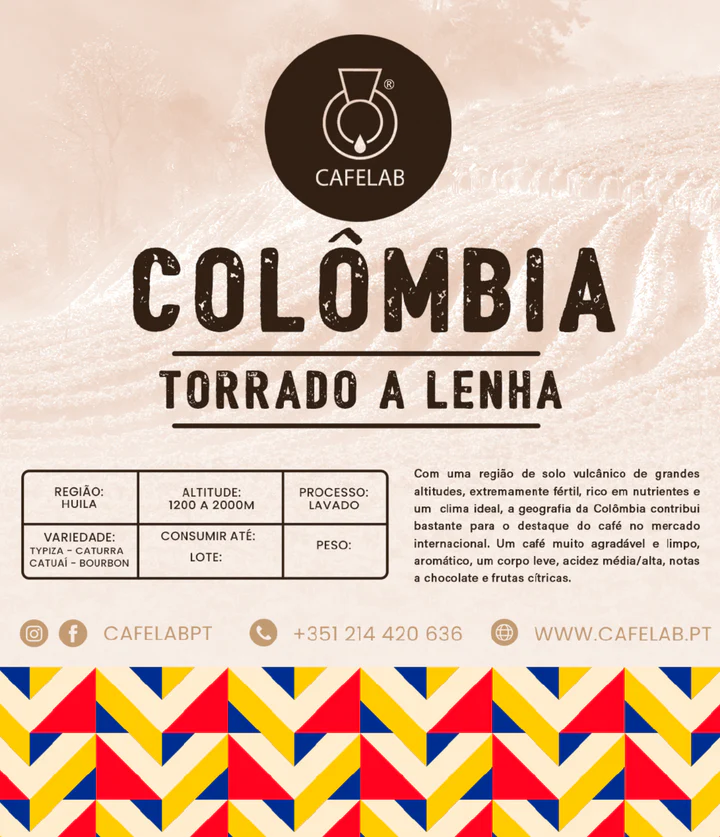 ®
CAFELAB
COLÔMBIA
TORRADO A LENHA
REGIÃO:
HUILA
ALTITUDE:
1200 A 2000M
PROCESSO:
LAVADO
VARIEDADE:
TYPIZA - CATURRA
CATUAÍ - BOURBON
CONSUMIR ATÉ:
LOTE:
PESO:
Com uma região de solo vulcânico de grandes
altitudes, extremamente fértil, rico em nutrientes e
um clima ideal, a geografia da Colômbia contribui
bastante para o destaque do café no mercado
internacional. Um café muito agradável e limpo,
aromático, um corpo leve, acidez média/alta, notas
a chocolate e frutas cítricas.
CAFELABPT
+351 214 420 636
WWW.CAFELAB.PT